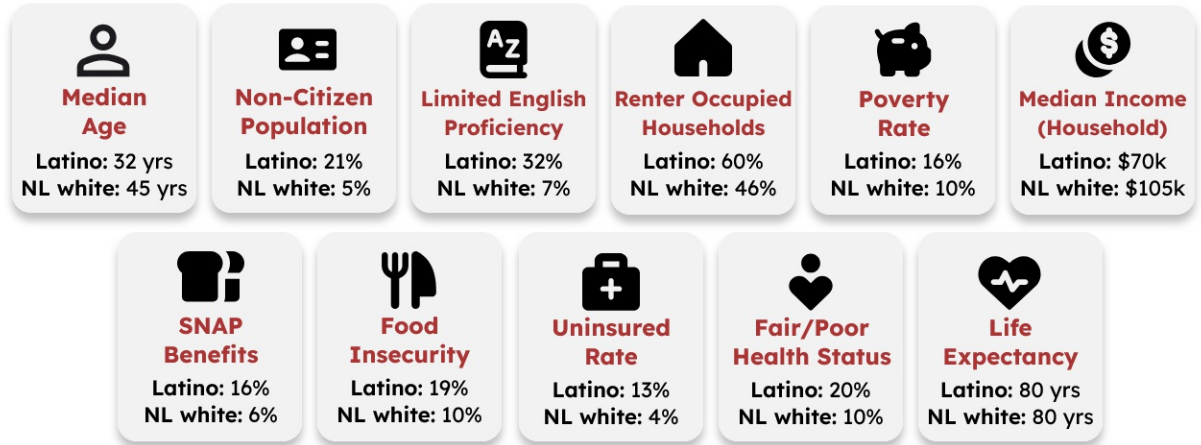 Median
Age
Latino: 32 yrs
NL white: 45 yrs
Non-Citizen
Population
Latino: 21%
NL white: 5%
A
Z
Limited English
Proficiency
Latino: 32%
NL white: 7%
Renter Occupied
Households
Latino: 60%
NL white: 46%
Poverty
Rate
Latino: 16%
NL white: 10%
$
Median Income
(Household)
Latino: $70k
NL white: $105k
SNAP
Benefits
Latino: 16%
NL white: 6%
Food
Insecurity
Latino: 19%
NL white: 10%
Uninsured
Rate
Latino: 13%
NL white: 4%
Fair/Poor
Health Status
Latino: 20%
NL white: 10%
Life
Expectancy
Latino: 80 yrs
NL white: 80 yrs